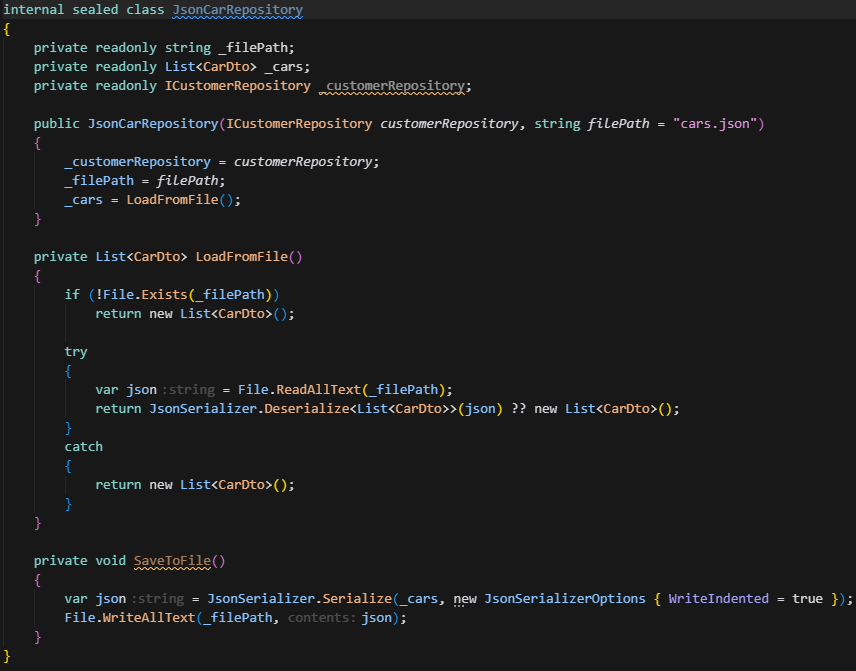 internal sealed class JsonCarRepository
{
    private readonly string _filePath;
    private readonly List<CarDto> _cars;
    private readonly ICustomerRepository _customerRepository;

    public JsonCarRepository(ICustomerRepository customerRepository, string filePath = "cars.json")
    {
        _customerRepository = customerRepository;
        _filePath = filePath;
        _cars = LoadFromFile();
    }

    private List<CarDto> LoadFromFile()
    {
        if (!File.Exists(_filePath))
            return new List<CarDto>();

        try
        {
            var json :string = File.ReadAllText(_filePath);
            return JsonSerializer.Deserialize<List<CarDto>>(json) ?? new List<CarDto>();
        }
        catch
        {
            return new List<CarDto>();
        }
    }

    private void SaveToFile()
    {
        var json :string = JsonSerializer.Serialize(_cars, new JsonSerializerOptions { WriteIndented = true });
        File.WriteAllText(_filePath, contents: json);
    }
}